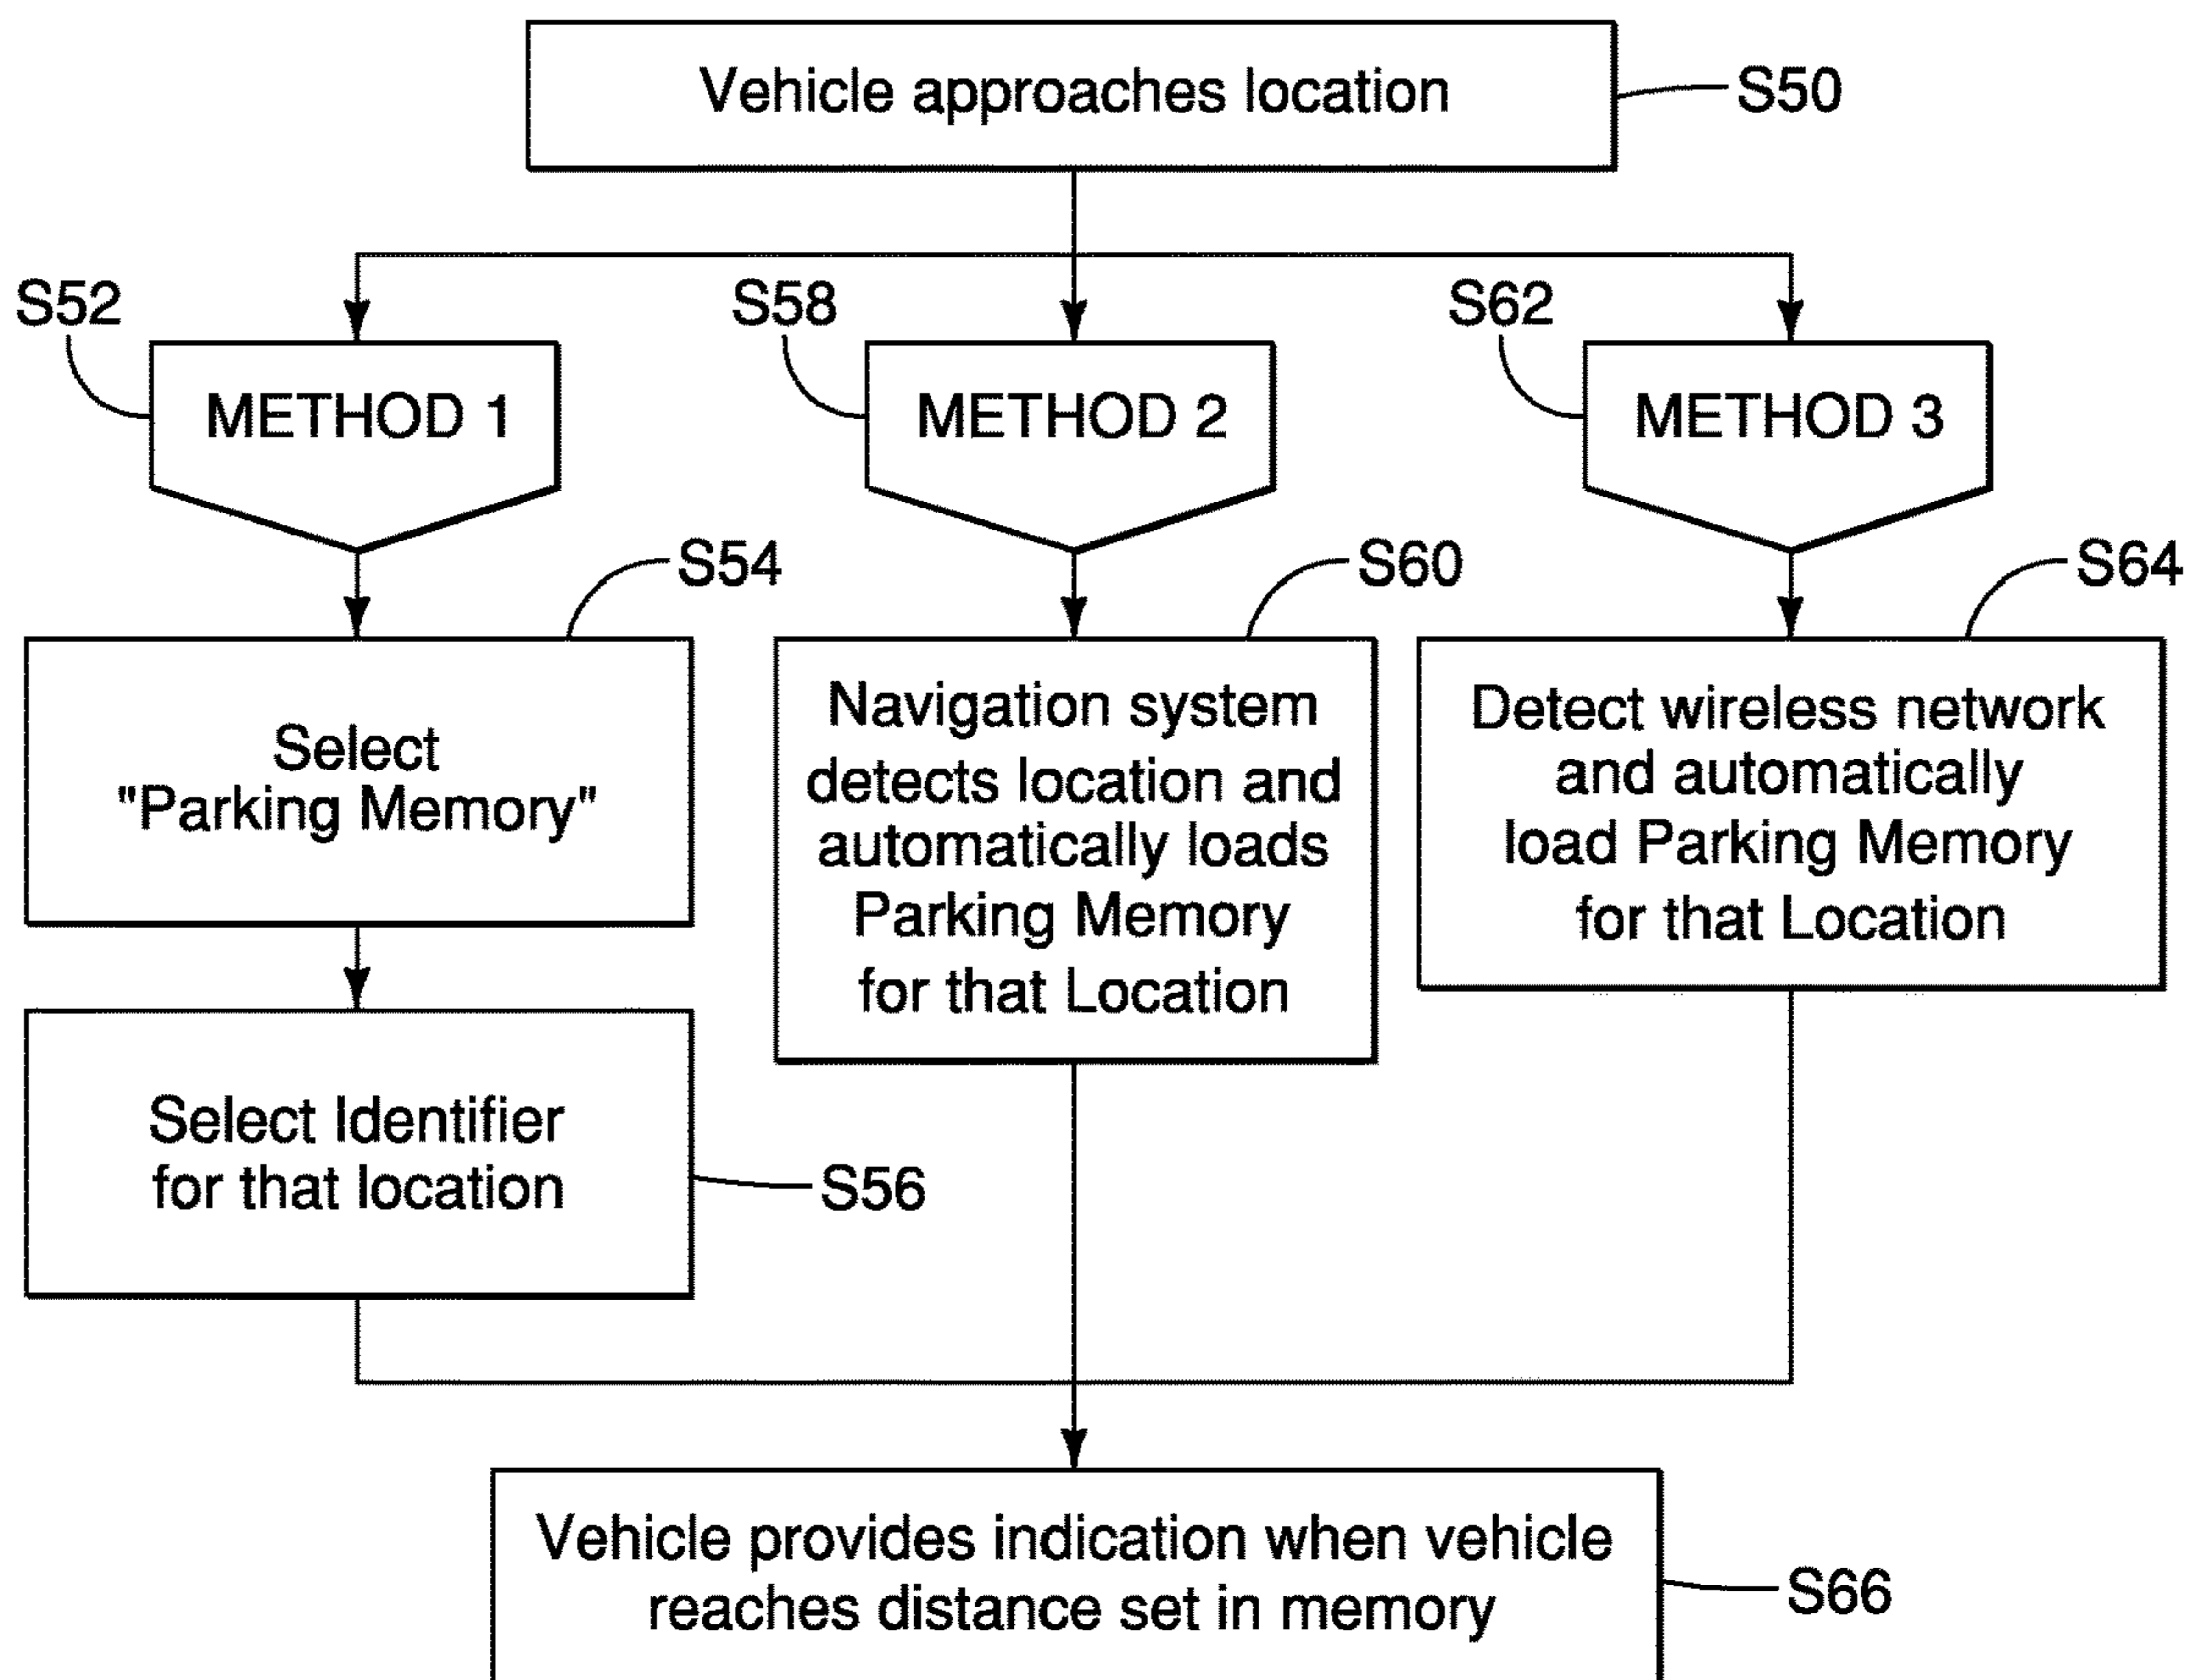 Vehicle approaches location
S50
S52
METHOD 1
S58
METHOD 2
S62
METHOD 3
S54
Select
"Parking Memory"
S56
Select Identifier
for that location
S60
Navigation system
detects location and
automatically loads
Parking Memory
for that Location
S64
Detect wireless network
and automatically
load Parking Memory
for that Location
Vehicle provides indication when vehicle
reaches distance set in memory
S66